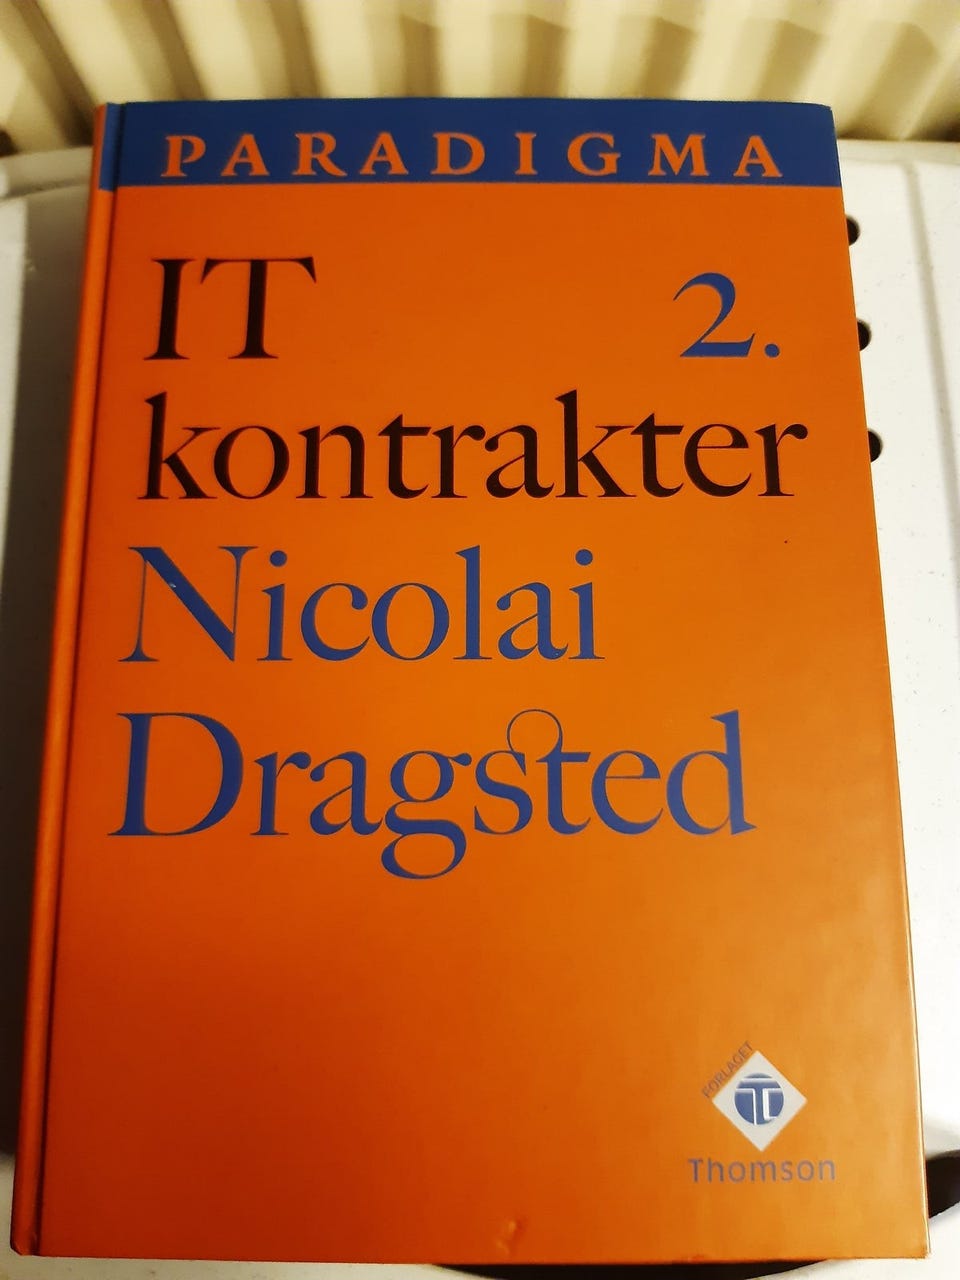 PARADIGMA
IT 2.
kontrakter
Nicolai
Dragsted
FORLAGET
T
Thomson